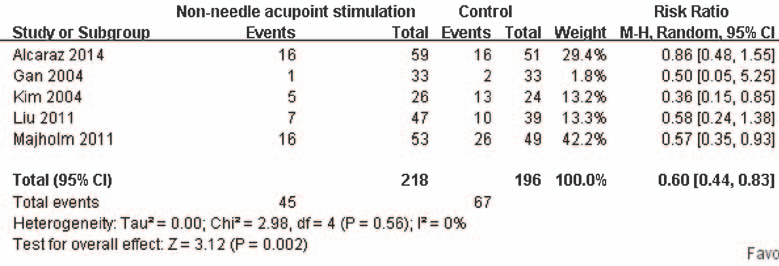 Non-needle acupoint stimulation Control Risk Ratio
Study or Subgroup Events Total Events Total Weight M-H, Random, 95% CI
Alcaraz 2014 16 59 16 51 29.4% 0.86 [0.48, 1.55]
Gan 2004 1 33 2 33 1.8% 0.50 [0.05, 5.25]
Kim 2004 5 26 13 24 13.2% 0.36 [0.15, 0.85]
Liu 2011 7 47 10 39 13.3% 0.58 [0.24, 1.38]
Majholm 2011 16 53 26 49 42.2% 0.57 [0.35, 0.93]
Total (95% CI) 218 196 100.0% 0.60 [0.44, 0.83]
Total events 45 67
Heterogeneity: Tau² = 0.00; Chi² = 2.98, df = 4 (P = 0.56); I² = 0%
Test for overall effect: Z = 3.12 (P = 0.002)
Favo